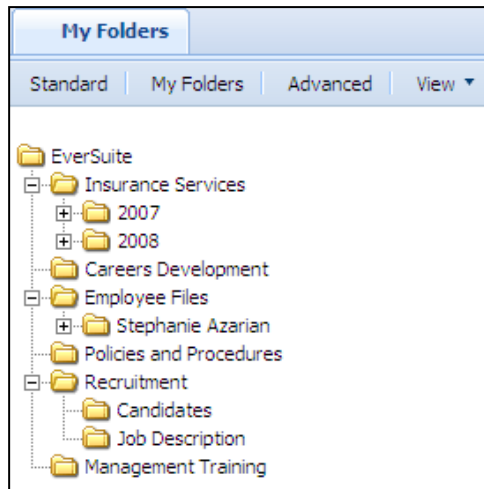 My Folders
Standard My Folders Advanced View
EverSuite
Insurance Services
2007
2008
Careers Development
Employee Files
Stephanie Azarian
Policies and Procedures
Recruitment
Candidates
Job Description
Management Training